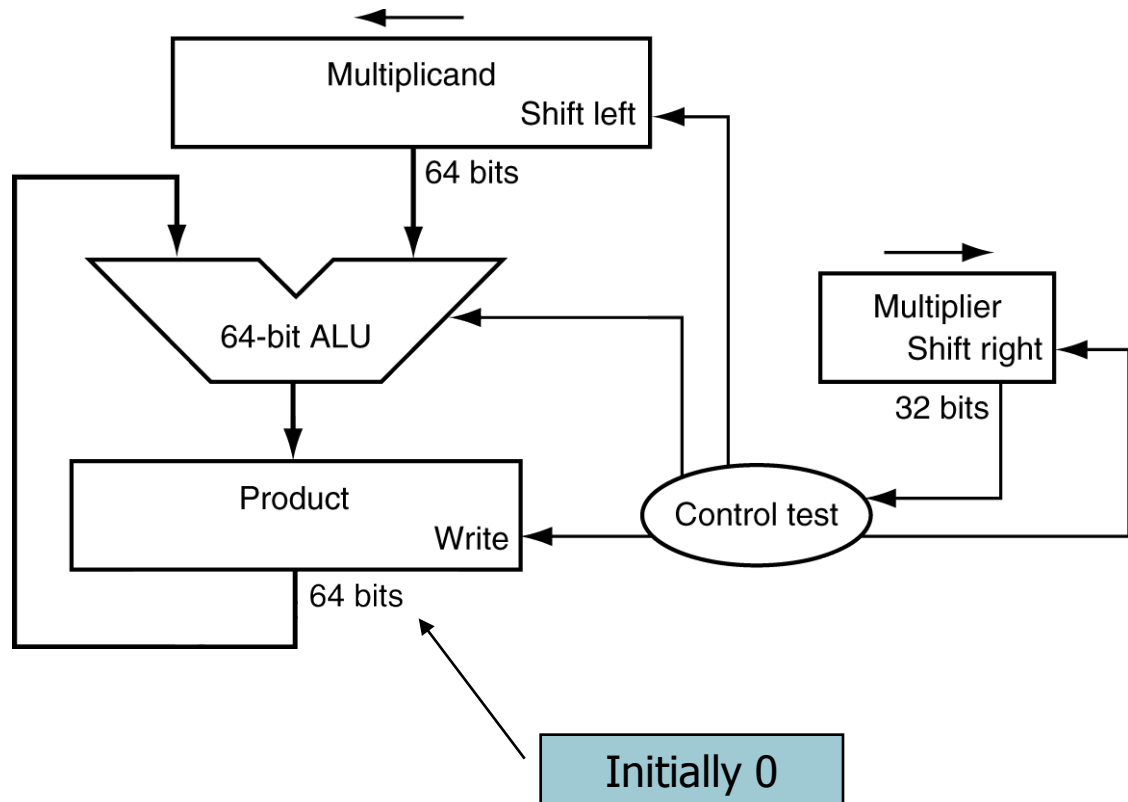 Multiplicand
Shift left
64 bits
64-bit ALU
Multiplier
Shift right
32 bits
Product
Write
Control test
64 bits
Initially 0